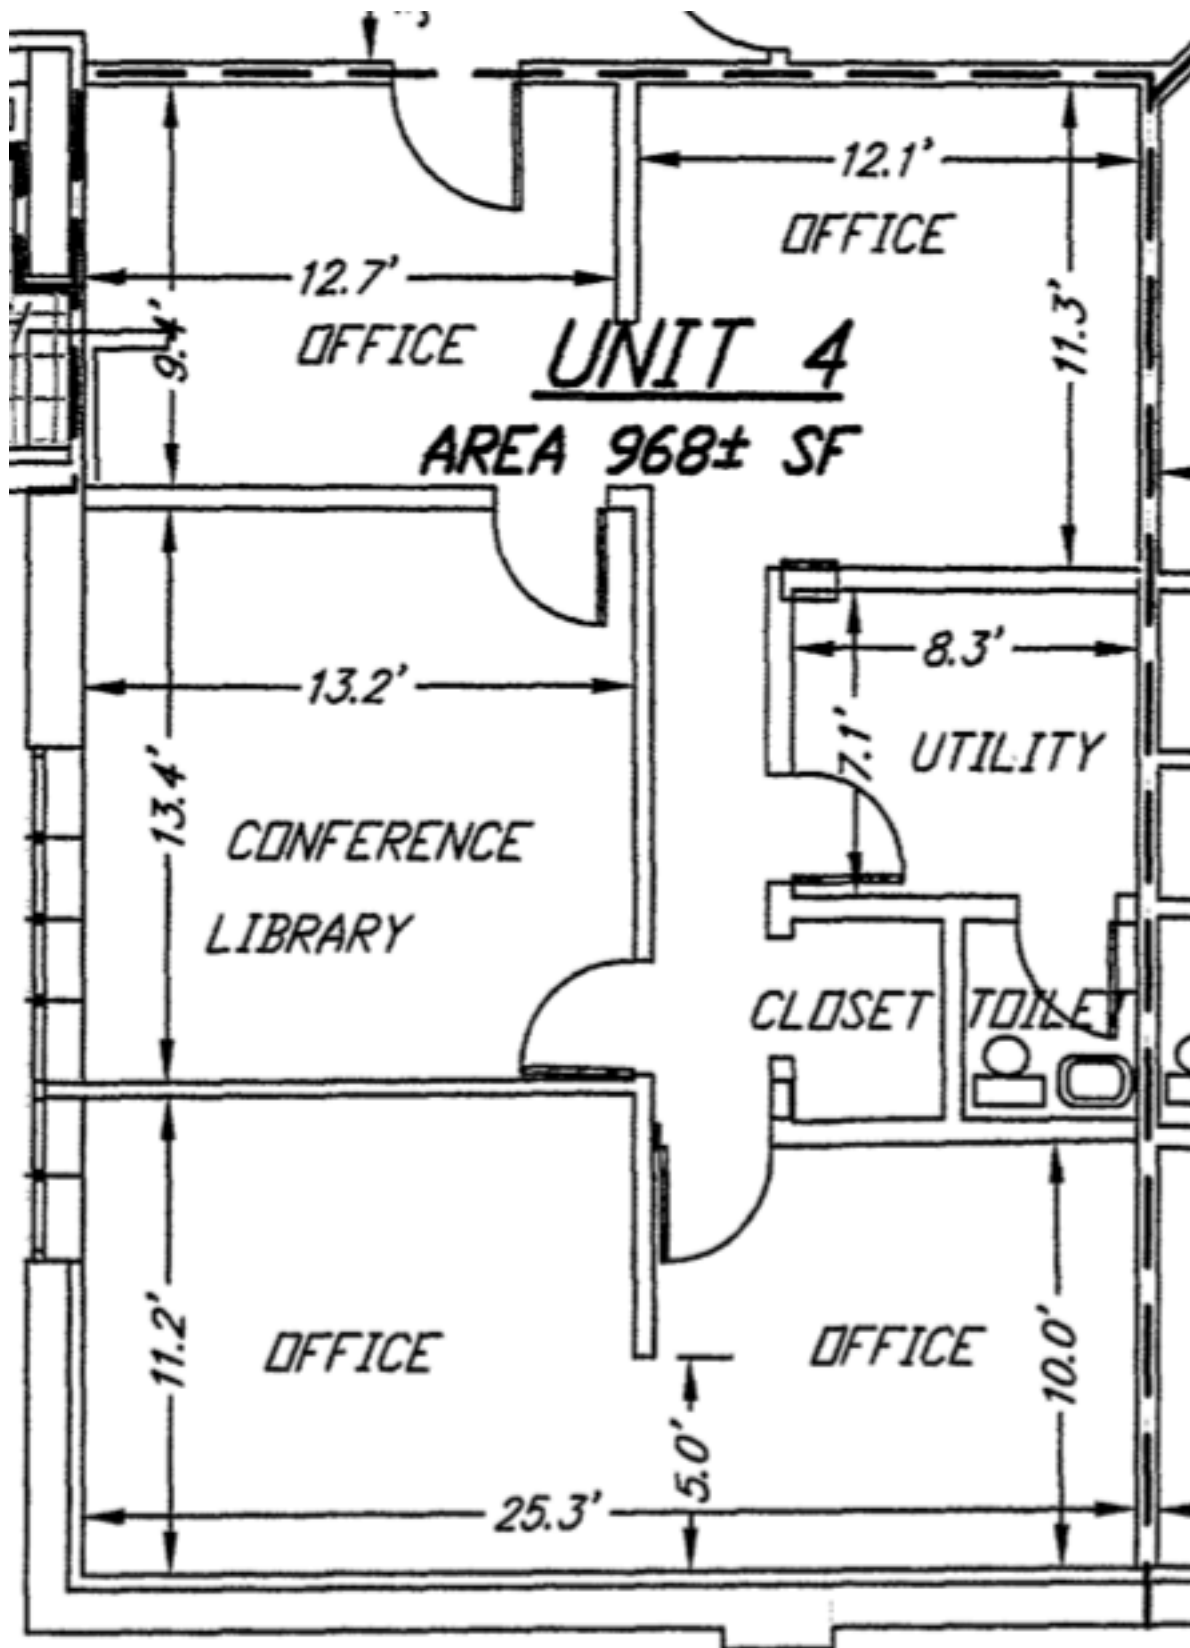 12.1'
OFFICE
12.7'
9.4'
OFFICE
11.3'
UNIT 4
AREA 968± SF
13.2'
8.3'
7.1'
UTILITY
13.4'
CONFERENCE
LIBRARY
CLOSET
TOILET
11.2'
OFFICE
OFFICE
10.0'
5.0'
25.3'